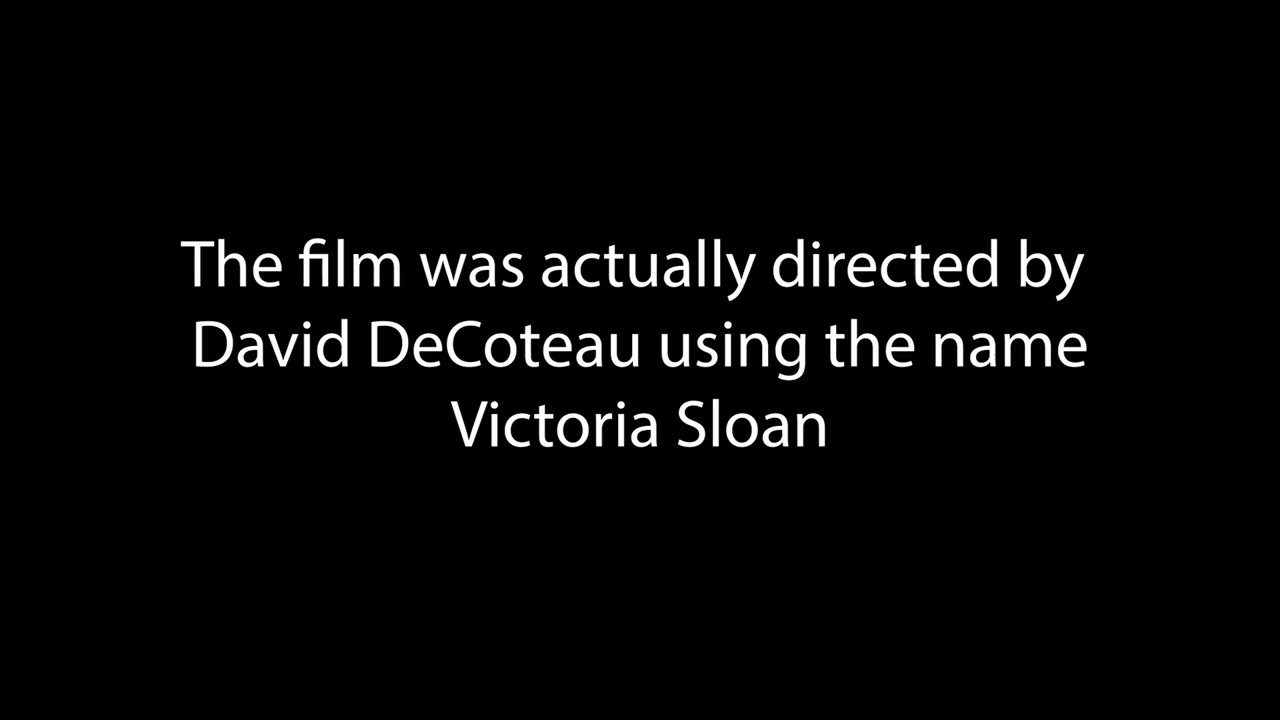 The film was actually directed by
David DeCoteau using the name
Victoria Sloan